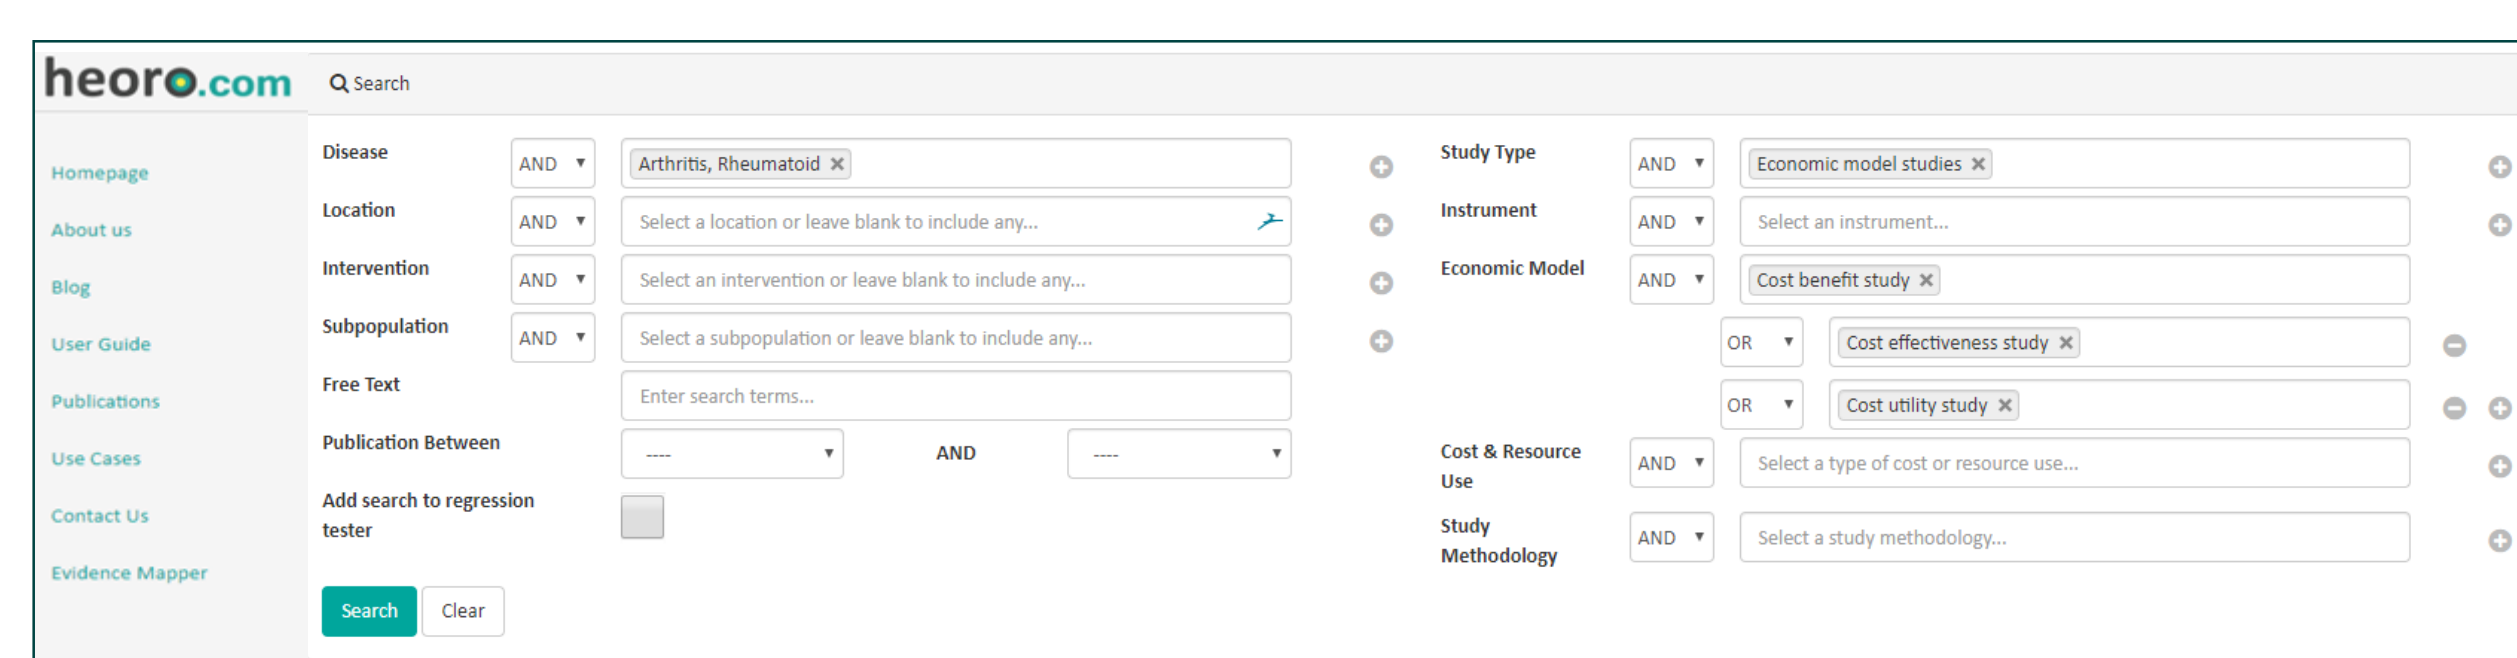 heoro.com
Search
Homepage
About us
Blog
User Guide
Publications
Use Cases
Contact Us
Evidence Mapper
Disease AND Arthritis, Rheumatoid
Location AND Select a location or leave blank to include any...
Intervention AND Select an intervention or leave blank to include any...
Subpopulation AND Select a subpopulation or leave blank to include any...
Free Text Enter search terms...
Publication Between ---- AND ----
Add search to regression
tester
Search Clear
Study Type AND Economic model studies
Instrument AND Select an instrument...
Economic Model AND Cost benefit study
OR Cost effectiveness study
OR Cost utility study
Cost & Resource
Use
AND Select a type of cost or resource use...
Study
Methodology
AND Select a study methodology...